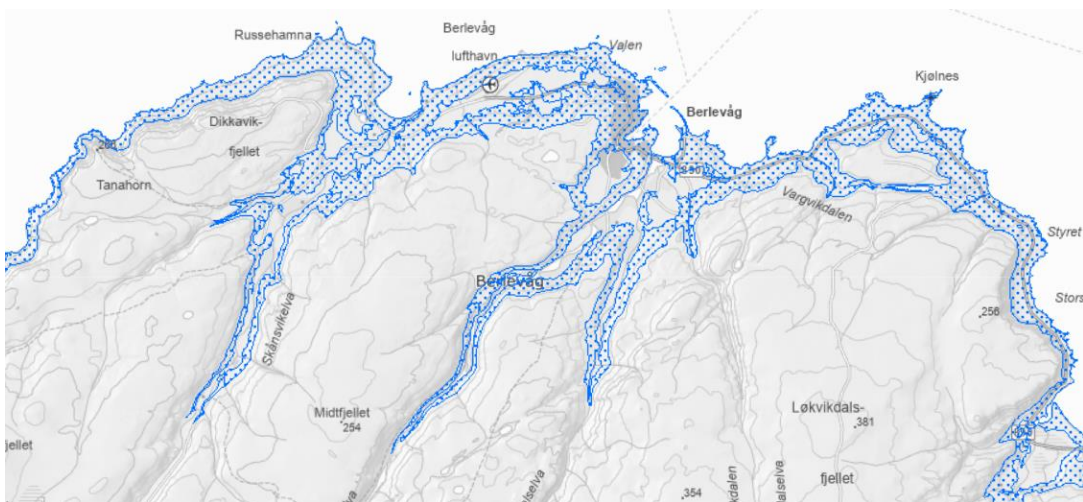 Russehamna
Berlevåg
lufthavn
Vølen
Kjølnes
Berlevåg
Dikkavik-
fjellet
Tanahorn
Vargvikdalen
Styret
Stors
Berlevåg
Skånsvikelva
256
Midtfjellet
254
Løkvikdals-
381
fjellet
jellet
354